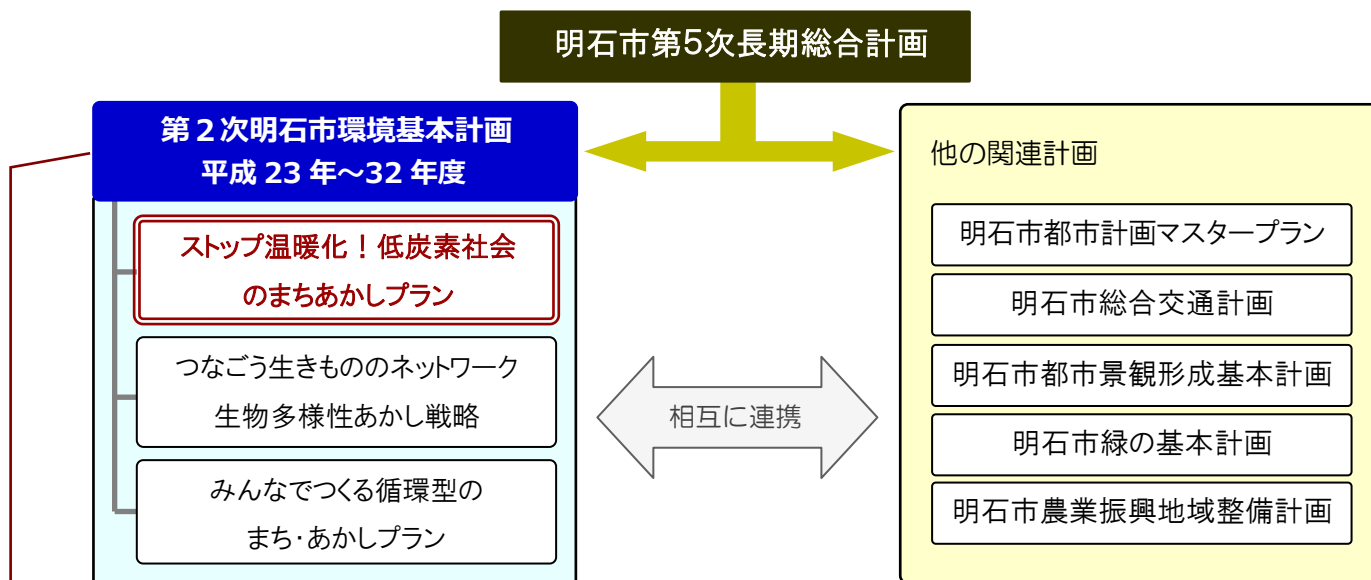 明石市第5次長期総合計画
第2次明石市環境基本計画
平成 23 年～32 年度
ストップ温暖化！低炭素社会
のまちあかしプラン
つなごう生きもののネットワーク
生物多様性あかし戦略
みんなでつくる循環型の
まち・あかしプラン
相互に連携
他の関連計画
明石市都市計画マスタープラン
明石市総合交通計画
明石市都市景観形成基本計画
明石市緑の基本計画
明石市農業振興地域整備計画